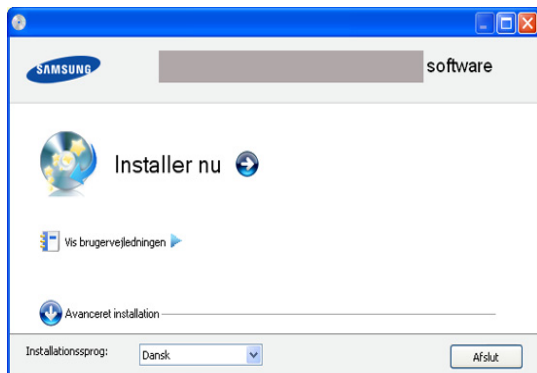 SAMSUNG
software
Installer nu
Vis brugervejledningen
Avanceret installation
Installationssprog: Dansk
Afslut